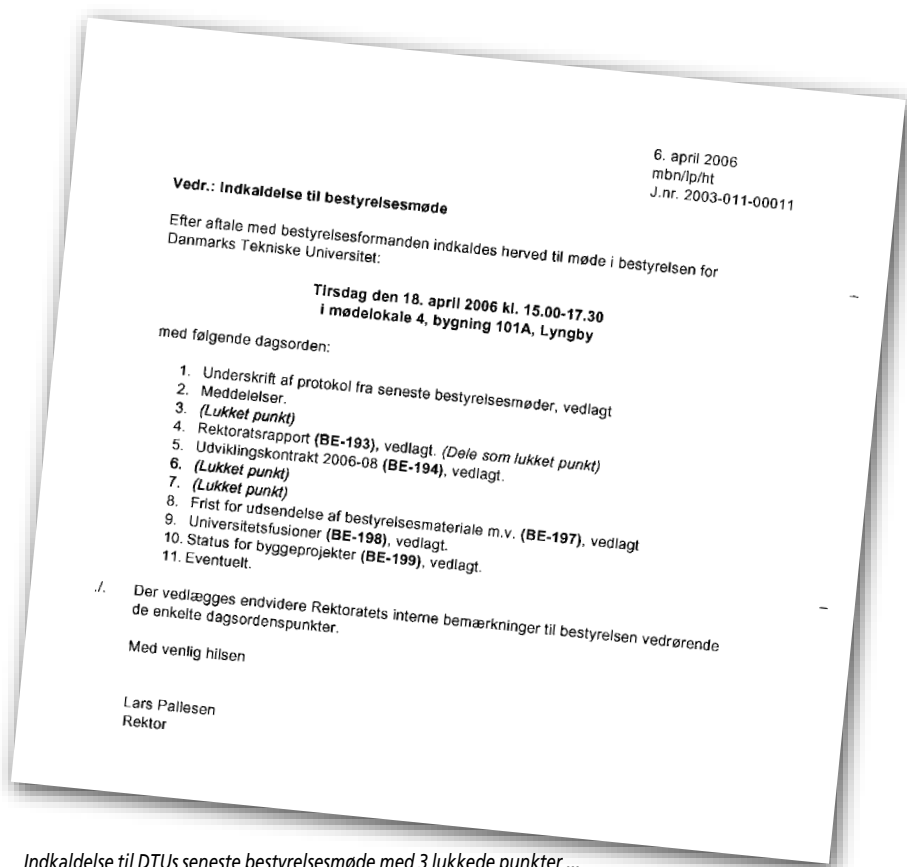 6. april 2006
mbn/lp/ht
J.nr. 2003-011-00011
Vedr.: Indkaldelse til bestyrelsesmøde
Efter aftale med bestyrelsesformanden indkaldes herved til møde i bestyrelsen for
Danmarks Tekniske Universitet:
Tirsdag den 18. april 2006 kl. 15.00-17.30
i mødelokale 4, bygning 101A, Lyngby
med følgende dagsorden:
1. Underskrift af protokol fra seneste bestyrelsesmøder, vedlagt
2. Meddelelser.
3. (Lukket punkt)
4. Rektoratsrapport (BE-193), vedlagt. (Dele som lukket punkt)
5. Udviklingskontrakt 2006-08 (BE-194), vedlagt.
6. (Lukket punkt)
7. (Lukket punkt)
8. Frist for udsendelse af bestyrelsesmateriale m.v. (BE-197), vedlagt
9. Universitetsfusioner (BE-198), vedlagt.
10. Status for byggeprojekter (BE-199), vedlagt.
11. Eventuelt.
./. Der vedlægges endvidere Rektoratets interne bemærkninger til bestyrelsen vedrørende
de enkelte dagsordenspunkter.
Med venlig hilsen
Lars Pallesen
Rektor
Indkaldelse til DTUs seneste bestyrelsesmøde med 3 lukkede punkter ...